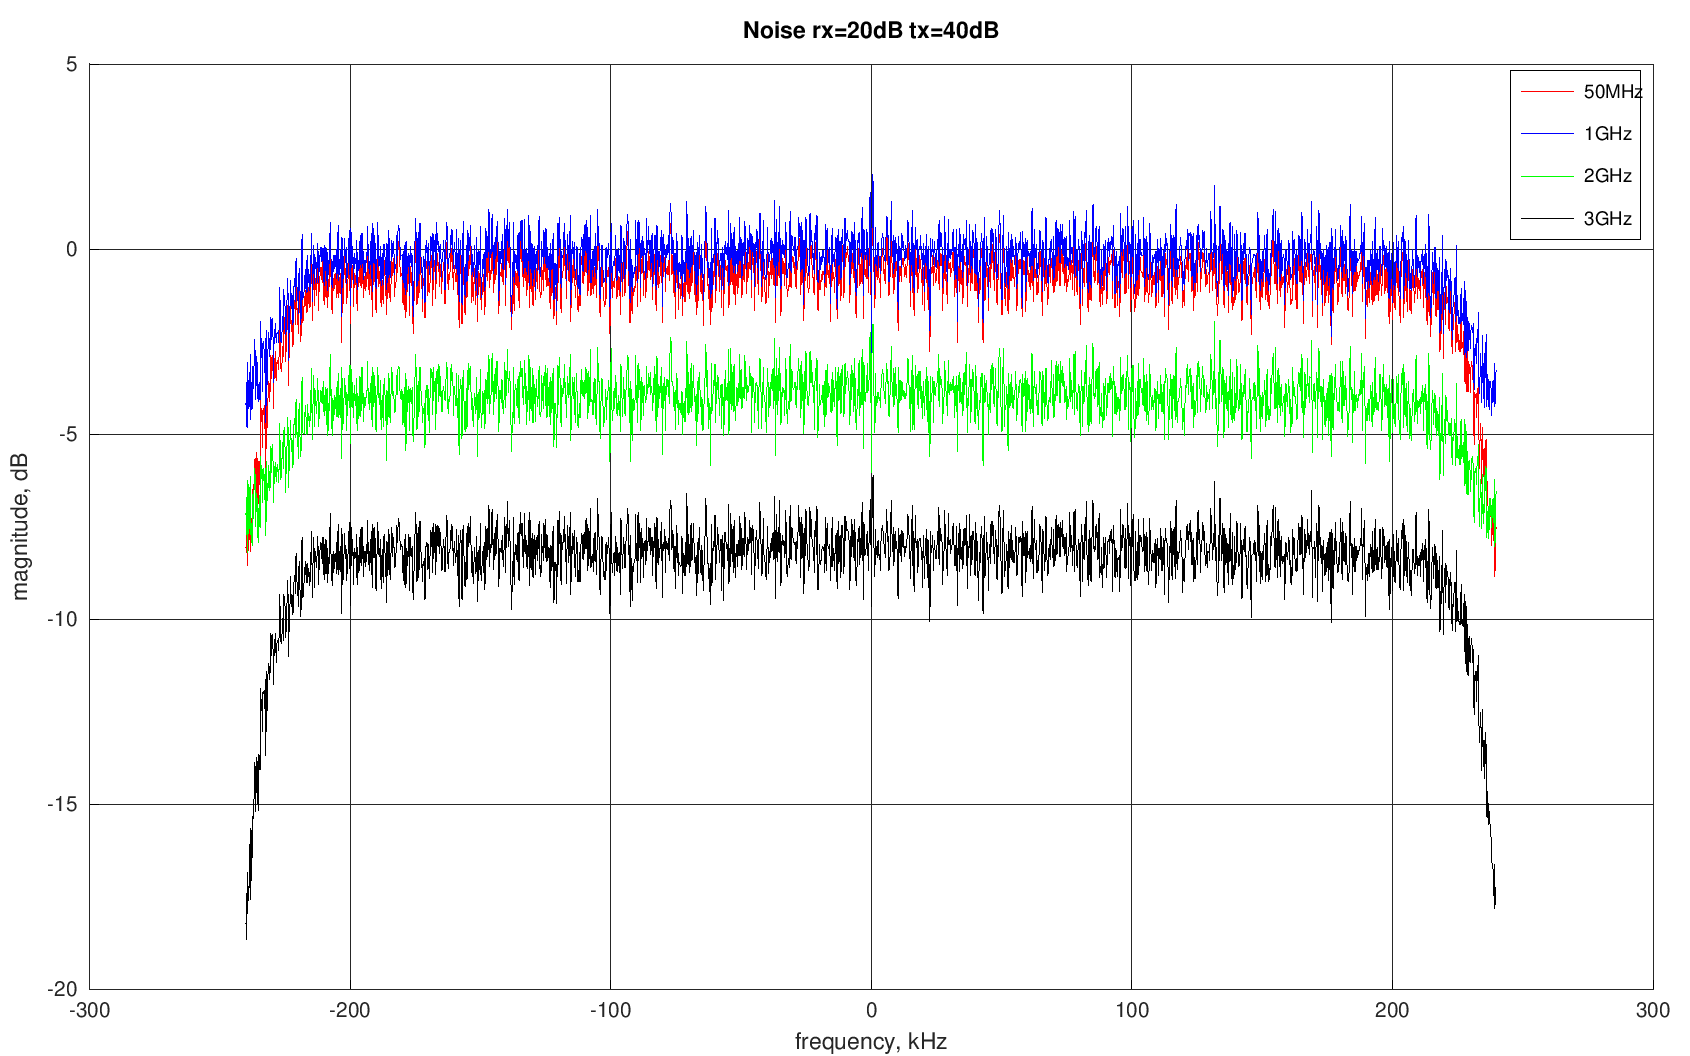 Noise rx=20dB tx=40dB
5
0
-5
-10
-15
-20
magnitude, dB
50MHz
1GHz
2GHz
3GHz
-300
-200
-100
0
100
200
300
frequency, kHz